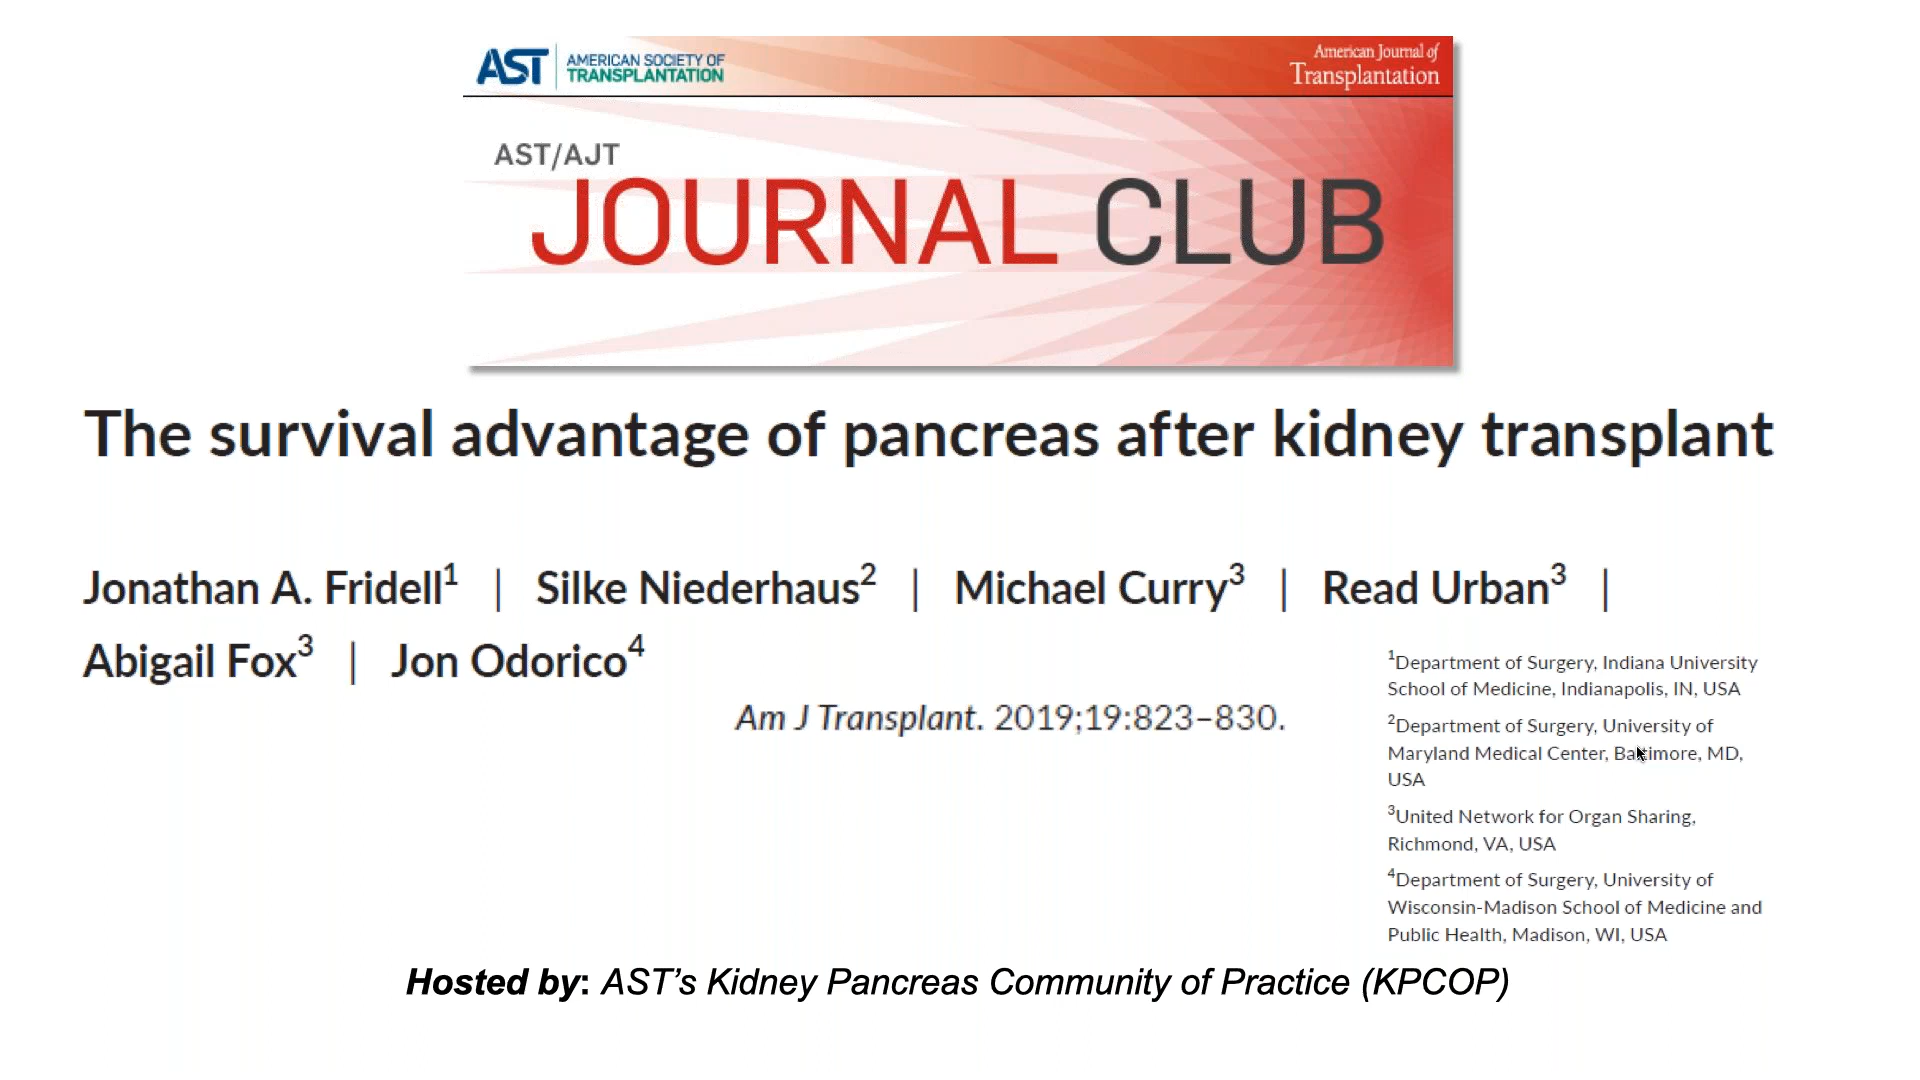 AST AMERICAN SOCIETY OF
TRANSPLANTATION
American Journal of
Transplantation
AST/AJT
JOURNAL CLUB
The survival advantage of pancreas after kidney transplant
Jonathan A. Fridell1 | Silke Niederhaus2 | Michael Curry3 | Read Urban3 |
Abigail Fox3 | Jon Odorico4
Am J Transplant. 2019;19:823–830.
1Department of Surgery, Indiana University
School of Medicine, Indianapolis, IN, USA
2Department of Surgery, University of
Maryland Medical Center, Baltimore, MD,
USA
3United Network for Organ Sharing,
Richmond, VA, USA
4Department of Surgery, University of
Wisconsin-Madison School of Medicine and
Public Health, Madison, WI, USA
Hosted by: AST’s Kidney Pancreas Community of Practice (KPCOP)